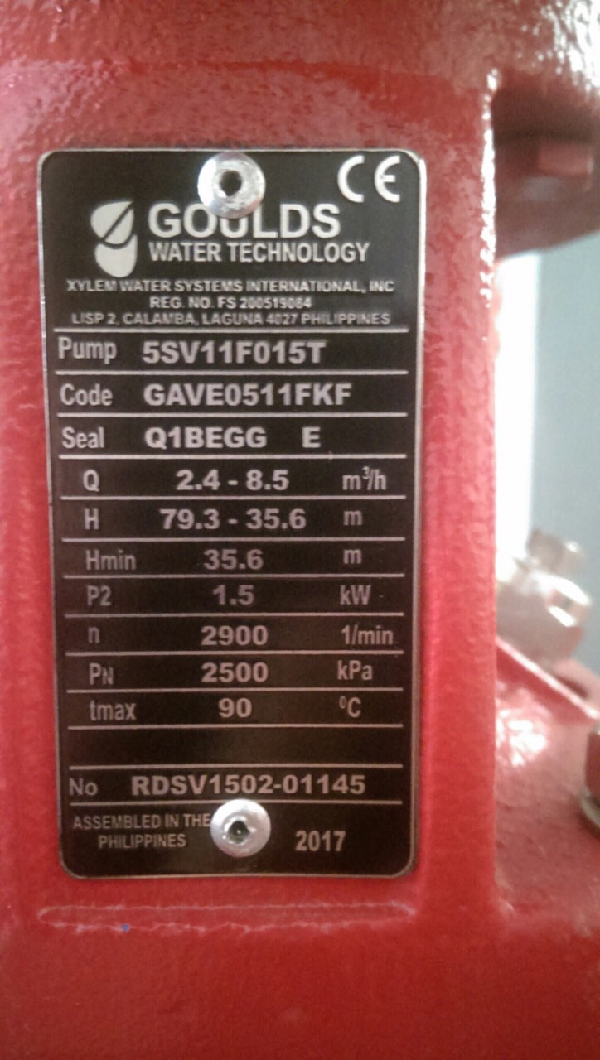 CE
GOULDS
WATER TECHNOLOGY
XYLEM WATER SYSTEMS INTERNATIONAL, INC
REG. NO. FS 200519064
LISP 2, CALAMBA, LAGUNA 4027 PHILIPPINES
Pump 5SV11F015T
Code GAVE0511FKF
Seal Q1BEGG E
Q 2.4 - 8.5 m³/h
H 79.3 - 35.6 m
Hmin 35.6 m
P2 1.5 kW
n 2900 1/min
PN 2500 kPa
tmax 90 ⁰C
No RDSV1502-01145
ASSEMBLED IN THE
PHILIPPINES 2017